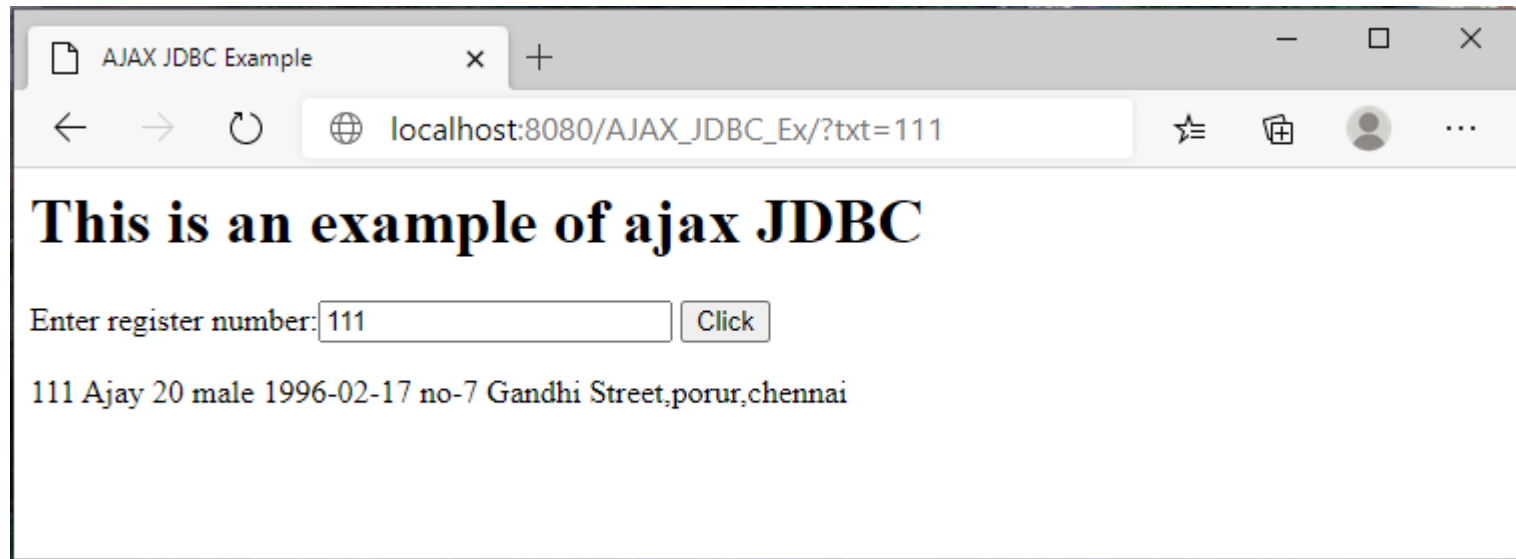 AJAX JDBC Example
localhost:8080/AJAX_JDBC_Ex/?txt=111
This is an example of ajax JDBC
Enter register number: 111 Click
111 Ajay 20 male 1996-02-17 no-7 Gandhi Street,porur,chennai